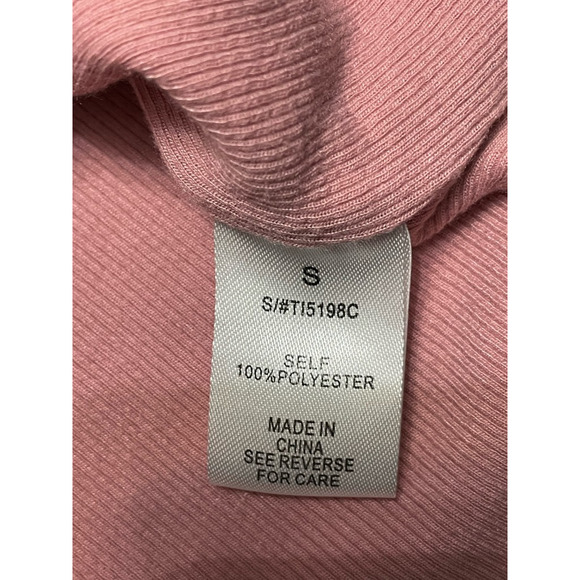 S
S/#TI5198C
SELF
100%POLYESTER
MADE IN
CHINA
SEE REVERSE
FOR CARE